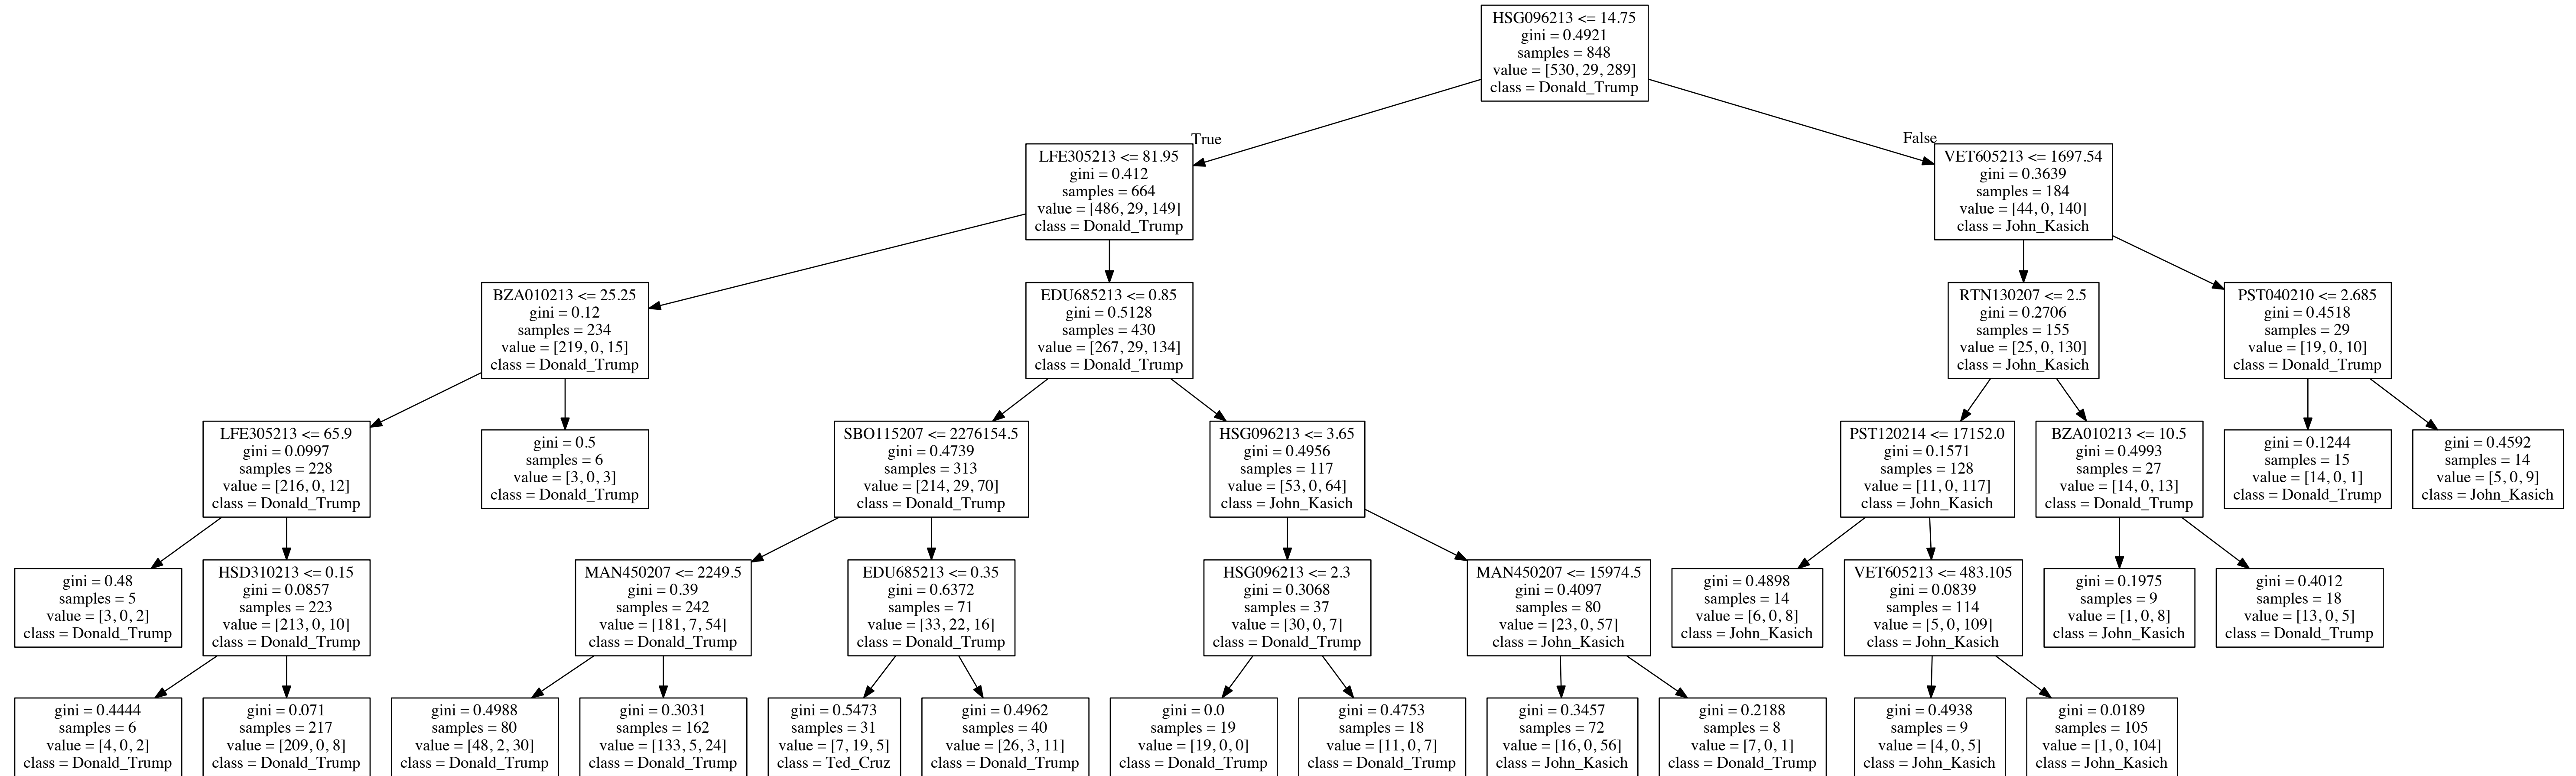 HSG096213 <= 14.75
gini = 0.4921
samples = 848
value = [530, 29, 289]
class = Donald_Trump
True
False
LFE305213 <= 81.95
gini = 0.412
samples = 664
value = [486, 29, 149]
class = Donald_Trump
VET605213 <= 1697.54
gini = 0.3639
samples = 184
value = [44, 0, 140]
class = John_Kasich
BZA010213 <= 25.25
gini = 0.12
samples = 234
value = [219, 0, 15]
class = Donald_Trump
EDU685213 <= 0.85
gini = 0.5128
samples = 430
value = [267, 29, 134]
class = Donald_Trump
RTN130207 <= 2.5
gini = 0.2706
samples = 155
value = [25, 0, 130]
class = John_Kasich
PST040210 <= 2.685
gini = 0.4518
samples = 29
value = [19, 0, 10]
class = Donald_Trump
LFE305213 <= 65.9
gini = 0.0997
samples = 228
value = [216, 0, 12]
class = Donald_Trump
gini = 0.5
samples = 6
value = [3, 0, 3]
class = Donald_Trump
SBO115207 <= 2276154.5
gini = 0.4739
samples = 313
value = [214, 29, 70]
class = Donald_Trump
HSG096213 <= 3.65
gini = 0.4956
samples = 117
value = [53, 0, 64]
class = John_Kasich
PST120214 <= 17152.0
gini = 0.1571
samples = 128
value = [11, 0, 117]
class = John_Kasich
BZA010213 <= 10.5
gini = 0.4993
samples = 27
value = [14, 0, 13]
class = Donald_Trump
gini = 0.1244
samples = 15
value = [14, 0, 1]
class = Donald_Trump
gini = 0.4592
samples = 14
value = [5, 0, 9]
class = John_Kasich
gini = 0.48
samples = 5
value = [3, 0, 2]
class = Donald_Trump
HSD310213 <= 0.15
gini = 0.0857
samples = 223
value = [213, 0, 10]
class = Donald_Trump
MAN450207 <= 2249.5
gini = 0.39
samples = 242
value = [181, 7, 54]
class = Donald_Trump
EDU685213 <= 0.35
gini = 0.6372
samples = 71
value = [33, 22, 16]
class = Donald_Trump
HSG096213 <= 2.3
gini = 0.3068
samples = 37
value = [30, 0, 7]
class = Donald_Trump
MAN450207 <= 15974.5
gini = 0.4097
samples = 80
value = [23, 0, 57]
class = John_Kasich
gini = 0.4898
samples = 14
value = [6, 0, 8]
class = John_Kasich
VET605213 <= 483.105
gini = 0.0839
samples = 114
value = [5, 0, 109]
class = John_Kasich
gini = 0.1975
samples = 9
value = [1, 0, 8]
class = John_Kasich
gini = 0.4012
samples = 18
value = [13, 0, 5]
class = Donald_Trump
gini = 0.4444
samples = 6
value = [4, 0, 2]
class = Donald_Trump
gini = 0.071
samples = 217
value = [209, 0, 8]
class = Donald_Trump
gini = 0.4988
samples = 80
value = [48, 2, 30]
class = Donald_Trump
gini = 0.3031
samples = 162
value = [133, 5, 24]
class = Donald_Trump
gini = 0.5473
samples = 31
value = [7, 19, 5]
class = Ted_Cruz
gini = 0.4962
samples = 40
value = [26, 3, 11]
class = Donald_Trump
gini = 0.0
samples = 19
value = [19, 0, 0]
class = Donald_Trump
gini = 0.4753
samples = 18
value = [11, 0, 7]
class = Donald_Trump
gini = 0.3457
samples = 72
value = [16, 0, 56]
class = John_Kasich
gini = 0.2188
samples = 8
value = [7, 0, 1]
class = Donald_Trump
gini = 0.4938
samples = 9
value = [4, 0, 5]
class = John_Kasich
gini = 0.0189
samples = 105
value = [1, 0, 104]
class = John_Kasich